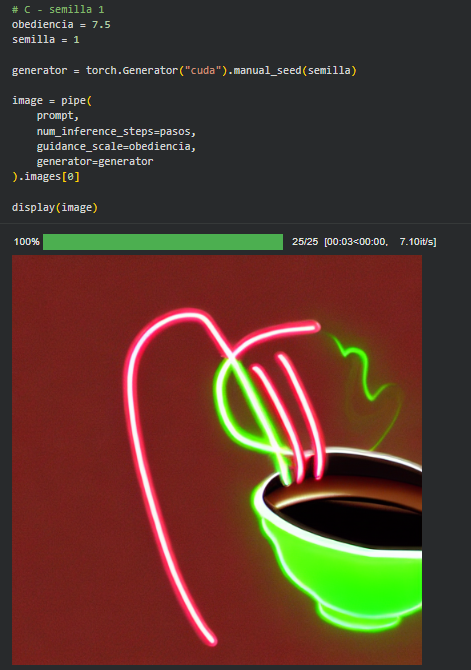 # C - semilla 1
obediencia = 7.5
semilla = 1
generator = torch.Generator("cuda").manual_seed(semilla)
image = pipe(
    prompt,
    num_inference_steps=pasos,
    guidance_scale=obediencia,
    generator=generator
).images[0]
display(image)
100% 25/25 [00:03<00:00, 7.10it/s]